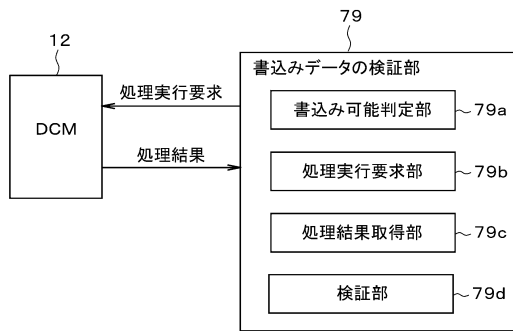 79
12
書込みデータの検証部
処理実行要求
DCM
書込み可能判定部
79a
処理結果
処理実行要求部
79b
処理結果取得部
79c
検証部
79d